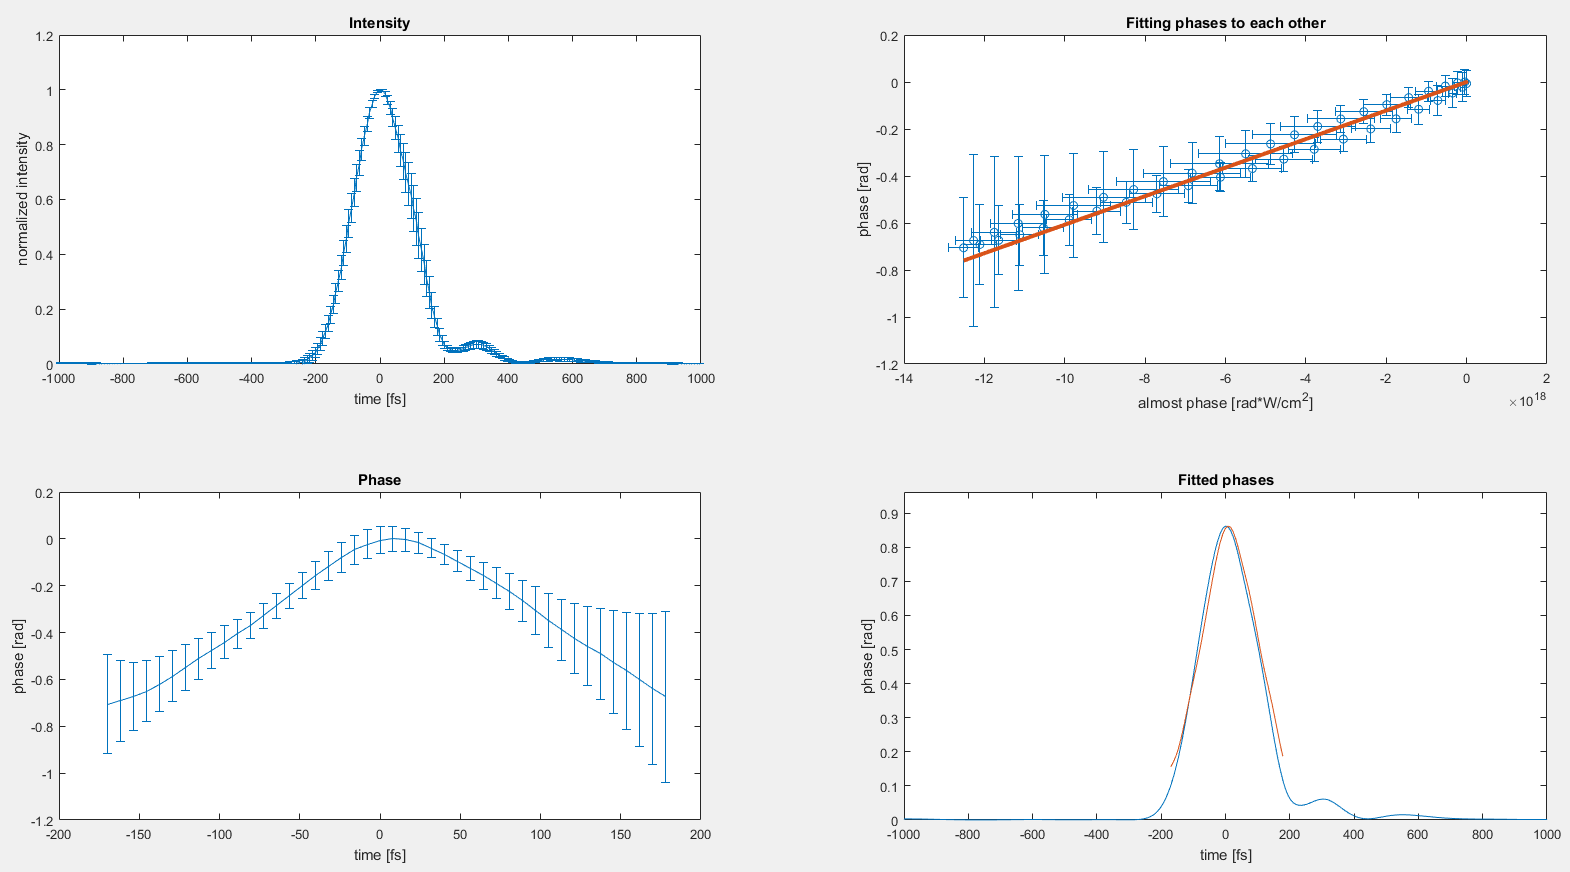 Intensity
normalized intensity
1.2
1
0.8
0.6
0.4
0.2
0
-1000 -800 -600 -400 -200 0 200 400 600 800 1000
time [fs]
Fitting phases to each other
phase [rad]
0.2
0
-0.2
-0.4
-0.6
-0.8
-1
-1.2
-14 -12 -10 -8 -6 -4 -2 0 2
×10^18
almost phase [rad*W/cm^2]
Phase
phase [rad]
0.2
0
-0.2
-0.4
-0.6
-0.8
-1
-1.2
-200 -150 -100 -50 0 50 100 150 200
time [fs]
Fitted phases
phase [rad]
0.9
0.8
0.7
0.6
0.5
0.4
0.3
0.2
0.1
0
-1000 -800 -600 -400 -200 0 200 400 600 800 1000
time [fs]